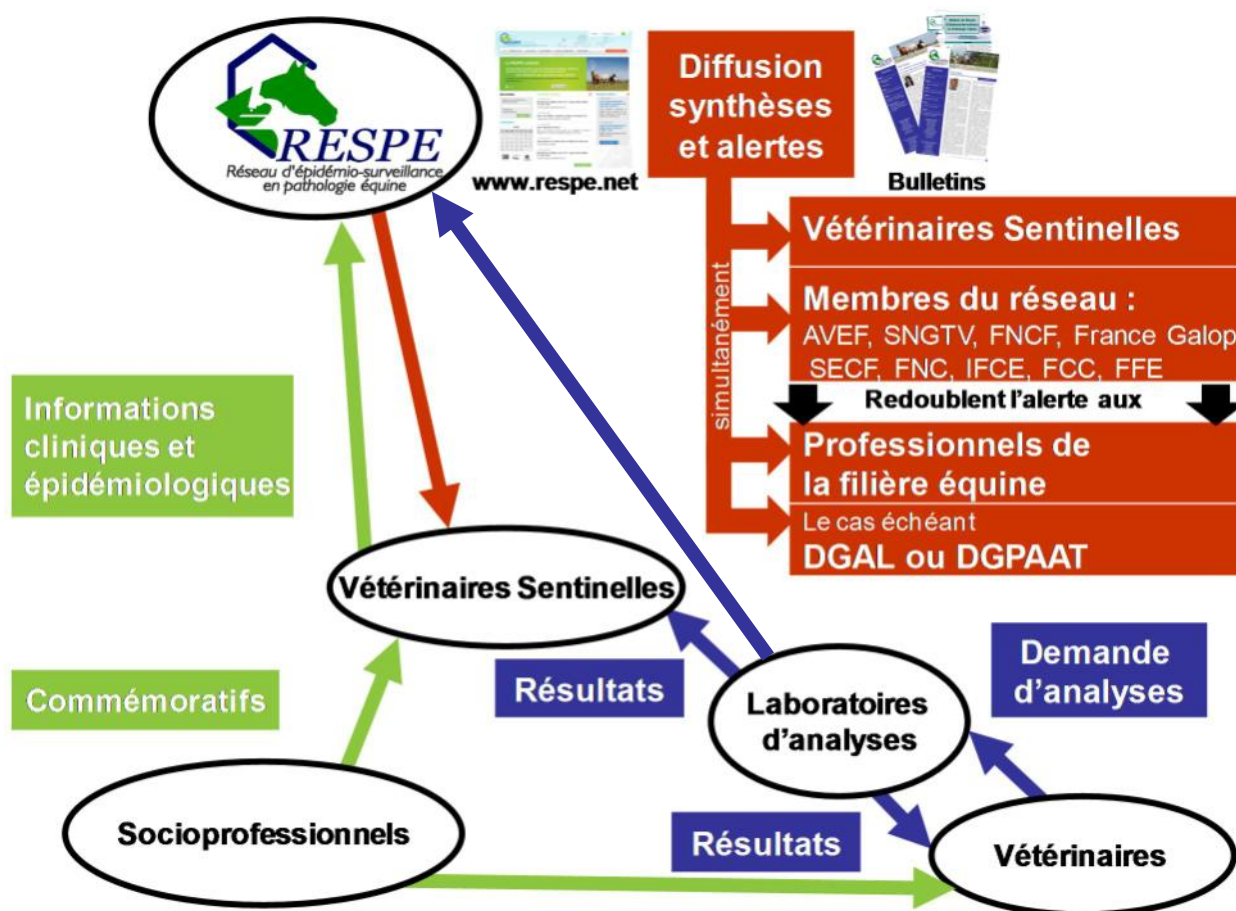 RESPE
Réseau d'épidémio-surveillance
en pathologie équine
www.respe.net
Diffusion
synthèses
et alertes
Bulletins
simultanément
Vétérinaires Sentinelles
Membres du réseau :
AVEF, SNGTV, FNCF, France Galop
SECF, FNC, IFCE, FCC, FFE
Redoublent l'alerte aux
Professionnels de
la filière équine
Le cas échéant
DGAL ou DGPAAT
Informations
cliniques et
épidémiologiques
Vétérinaires Sentinelles
Commémoratifs
Résultats
Demande
d'analyses
Laboratoires
d'analyses
Socioprofessionnels
Résultats
Vétérinaires